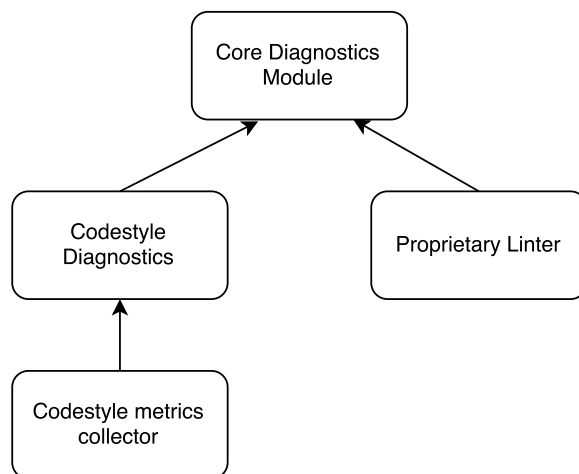 Core Diagnostics
Module
Codestyle
Diagnostics
Proprietary Linter
Codestyle metrics
collector